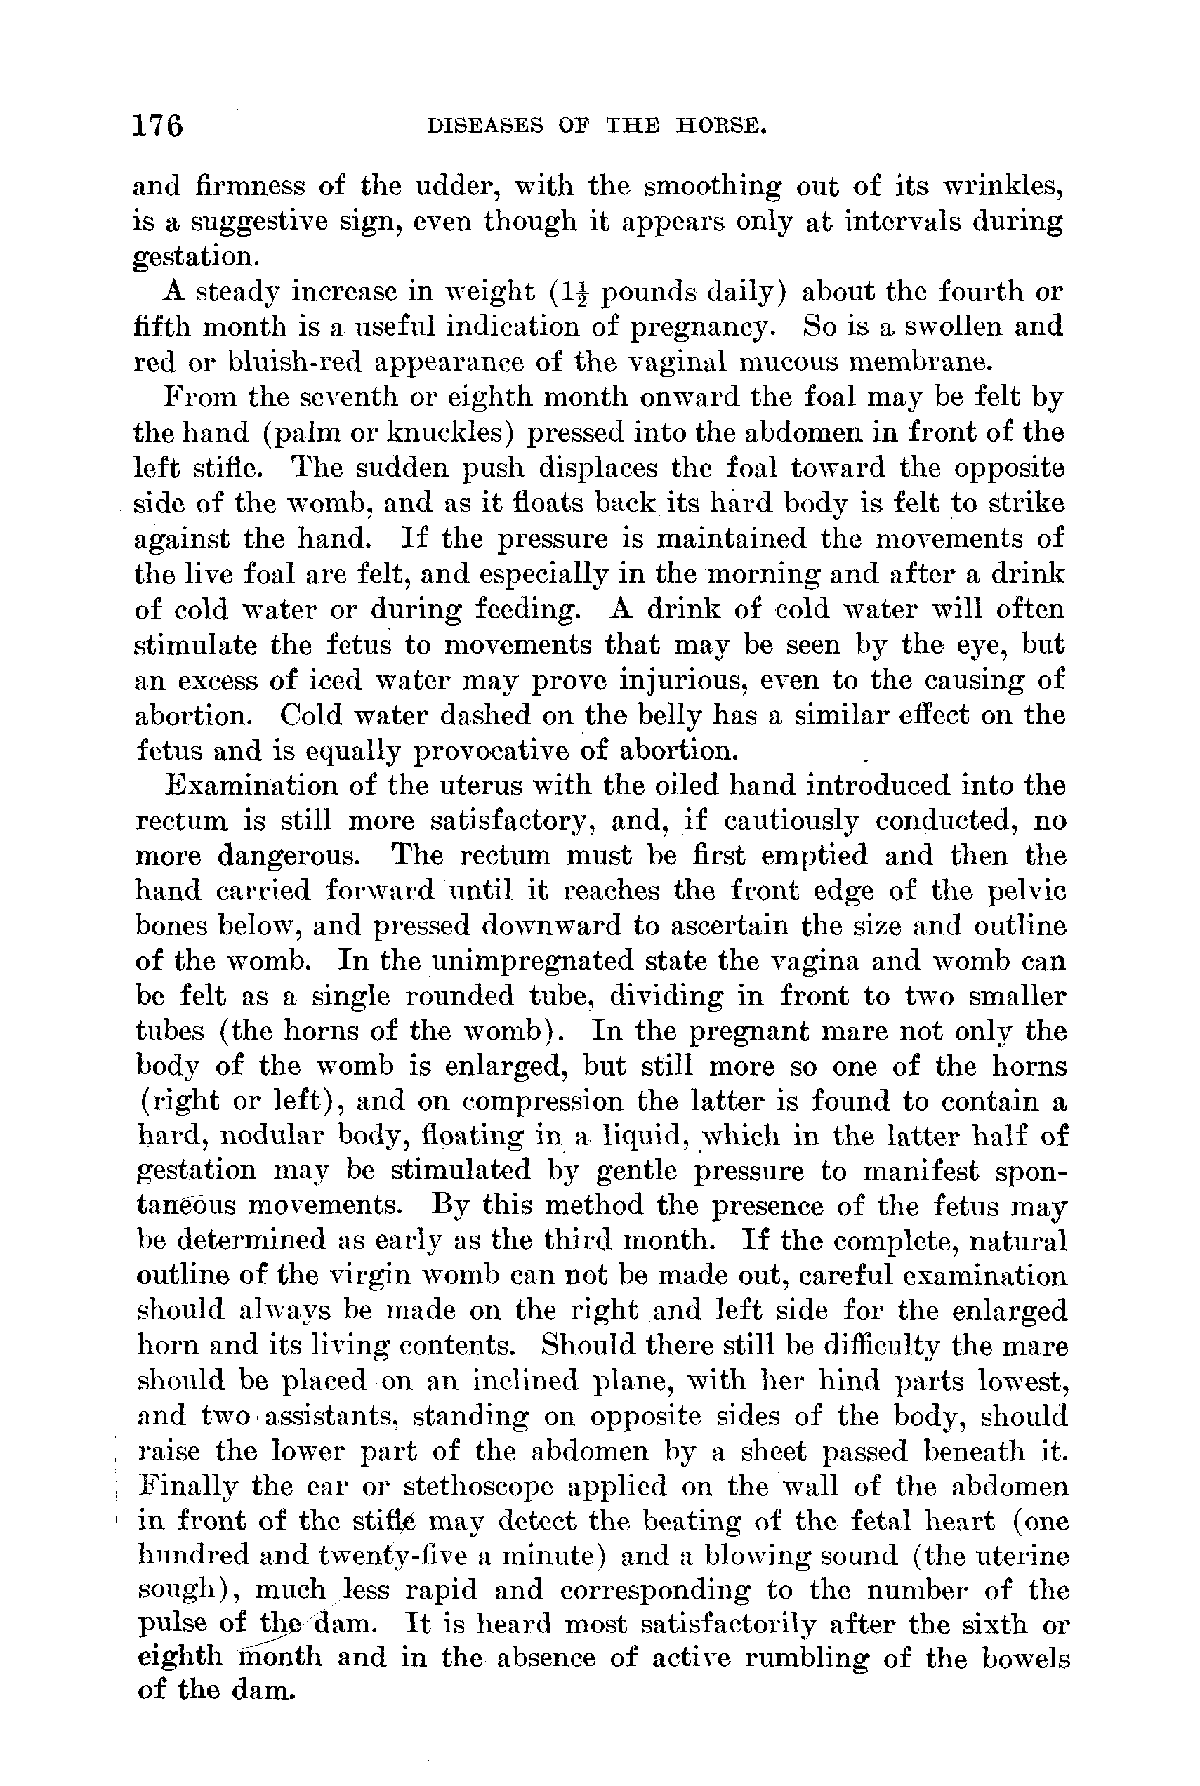 176 DISEASES OF THE HORSE.
and firmness of the udder, with the smoothing out of its wrinkles,
is a suggestive sign, even though it appears only at intervals during
gestation.
A steady increase in weight (1½ pounds daily) about the fourth or
fifth month is a useful indication of pregnancy. So is a swollen and
red or bluish-red appearance of the vaginal mucous membrane.
From the seventh or eighth month onward the foal may be felt by
the hand (palm or knuckles) pressed into the abdomen in front of the
left stifle. The sudden push displaces the foal toward the opposite
side of the womb, and as it floats back its hard body is felt to strike
against the hand. If the pressure is maintained the movements of
the live foal are felt, and especially in the morning and after a drink
of cold water or during feeding. A drink of cold water will often
stimulate the fetus to movements that may be seen by the eye, but
an excess of iced water may prove injurious, even to the causing of
abortion. Cold water dashed on the belly has a similar effect on the
fetus and is equally provocative of abortion.
Examination of the uterus with the oiled hand introduced into the
rectum is still more satisfactory, and, if cautiously conducted, no
more dangerous. The rectum must be first emptied and then the
hand carried forward until it reaches the front edge of the pelvic
bones below, and pressed downward to ascertain the size and outline
of the womb. In the unimpregnated state the vagina and womb can
be felt as a single rounded tube, dividing in front to two smaller
tubes (the horns of the womb). In the pregnant mare not only the
body of the womb is enlarged, but still more so one of the horns
(right or left), and on compression the latter is found to contain a
hard, nodular body, floating in a liquid, which in the latter half of
gestation may be stimulated by gentle pressure to manifest spon-
taneous movements. By this method the presence of the fetus may
be determined as early as the third month. If the complete, natural
outline of the virgin womb can not be made out, careful examination
should always be made on the right and left side for the enlarged
horn and its living contents. Should there still be difficulty the mare
should be placed on an inclined plane, with her hind parts lowest,
and two assistants, standing on opposite sides of the body, should
raise the lower part of the abdomen by a sheet passed beneath it.
Finally the ear or stethoscope applied on the wall of the abdomen
in front of the stifle may detect the beating of the fetal heart (one
hundred and twenty-five a minute) and a blowing sound (the uterine
sough), much less rapid and corresponding to the number of the
pulse of the dam. It is heard most satisfactorily after the sixth or
eighth month and in the absence of active rumbling of the bowels
of the dam.